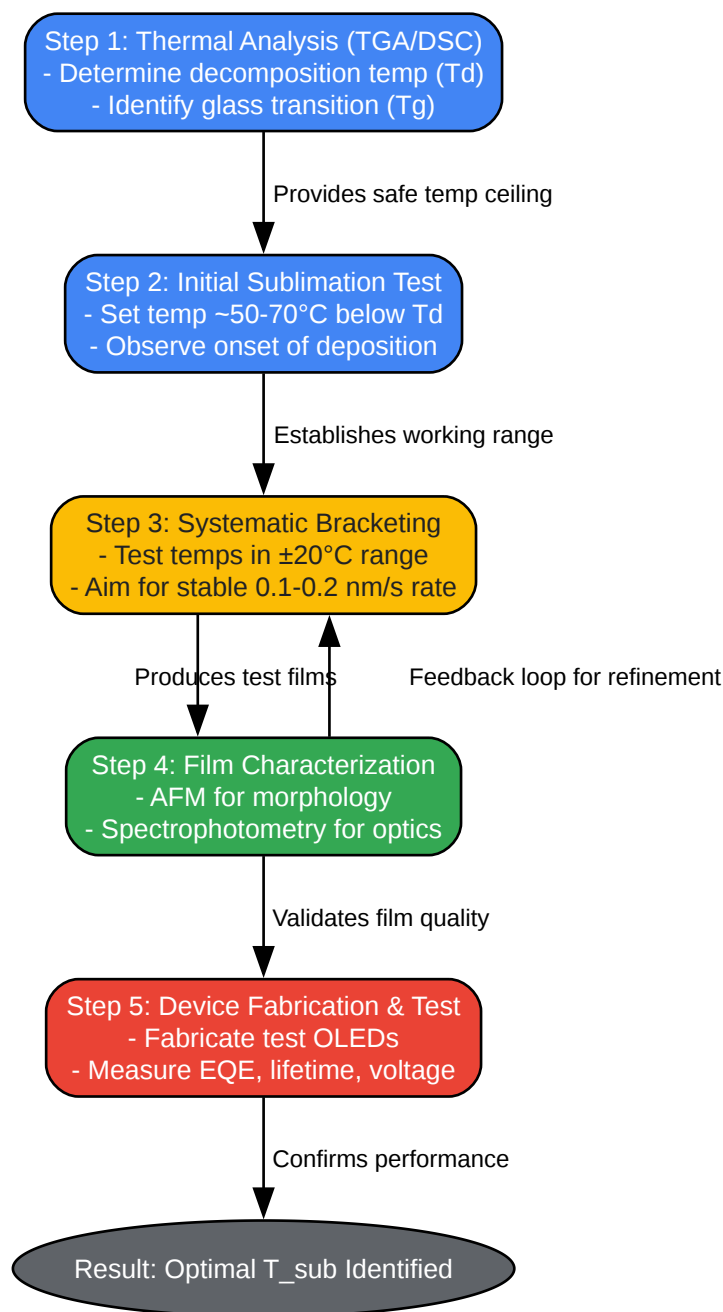 Step 1: Thermal Analysis (TGA/DSC)
- Determine decomposition temp (Td)
- Identify glass transition (Tg)
Provides safe temp ceiling
Step 2: Initial Sublimation Test
- Set temp ~50-70°C below Td
- Observe onset of deposition
Establishes working range
Step 3: Systematic Bracketing
- Test temps in ±20°C range
- Aim for stable 0.1-0.2 nm/s rate
Produces test films
Feedback loop for refinement
Step 4: Film Characterization
- AFM for morphology
- Spectrophotometry for optics
Validates film quality
Step 5: Device Fabrication & Test
- Fabricate test OLEDs
- Measure EQE, lifetime, voltage
Confirms performance
Result: Optimal T_sub Identified